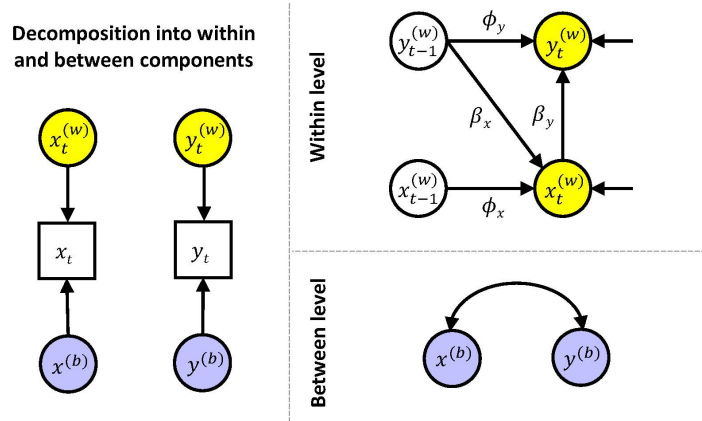 Decomposition into within
and between components
x_t^{(w)}
y_t^{(w)}
x_t
y_t
x^{(b)}
y^{(b)}
Within level
y_{t-1}^{(w)}
ϕ_y
y_t^{(w)}
β_x
β_y
x_{t-1}^{(w)}
ϕ_x
x_t^{(w)}
Between level
x^{(b)}
y^{(b)}